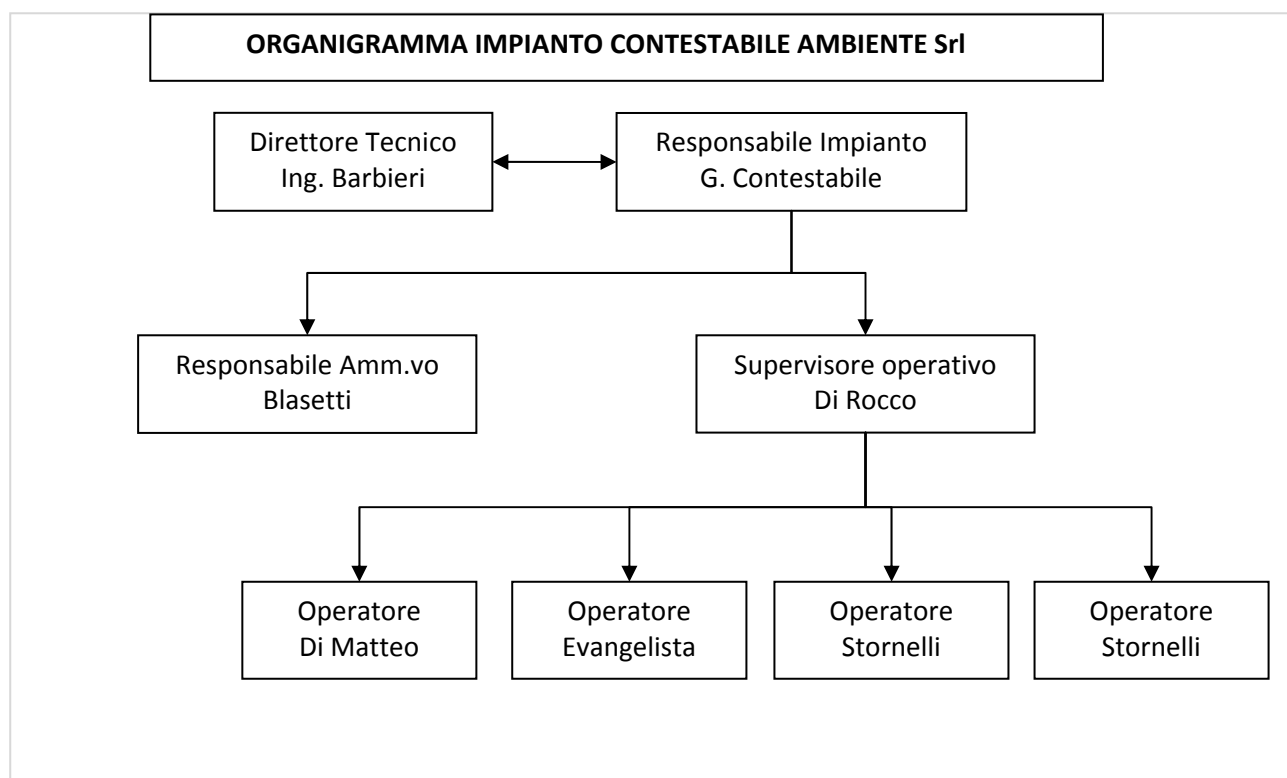 ORGANIGRAMMA IMPIANTO CONTESTABILE AMBIENTE Srl
Direttore Tecnico
Ing. Barbieri
Responsabile Impianto
G. Contestabile
Responsabile Amm.vo
Blasetti
Supervisore operativo
Di Rocco
Operatore
Di Matteo
Operatore
Evangelista
Operatore
Stornelli
Operatore
Stornelli